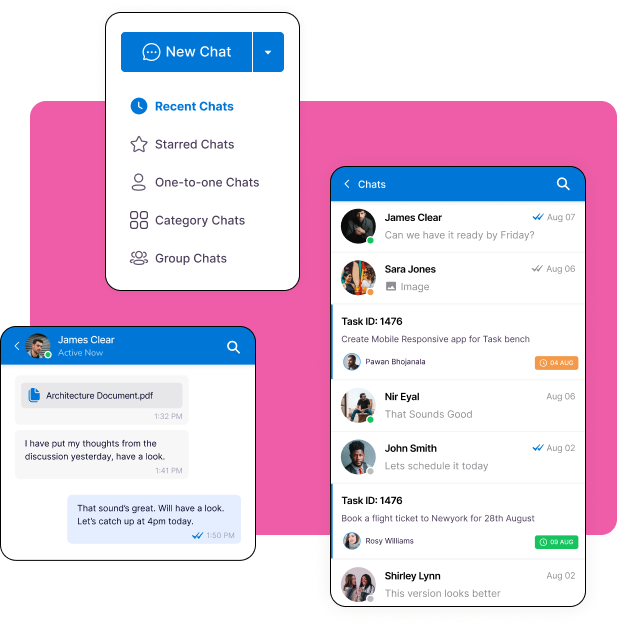 New Chat
Recent Chats
Starred Chats
One-to-one Chats
Category Chats
Group Chats
Chats
James Clear
Aug 07
Can we have it ready by Friday?
Sara Jones
Aug 06
Image
Task ID: 1476
Create Mobile Responsive app for Task bench
Pawan Bhojanala
04 AUG
Nir Eyal
Aug 06
That Sounds Good
John Smith
Aug 02
Lets schedule it today
Task ID: 1476
Book a flight ticket to Newyork for 28th August
Rosy Williams
09 AUG
Shirley Lynn
Aug 02
This version looks better
James Clear
Active Now
Architecture Document.pdf
1:32 PM
I have put my thoughts from the
discussion yesterday, have a look.
1:41 PM
That sound's great. Will have a look.
Let's catch up at 4pm today.
1:50 PM